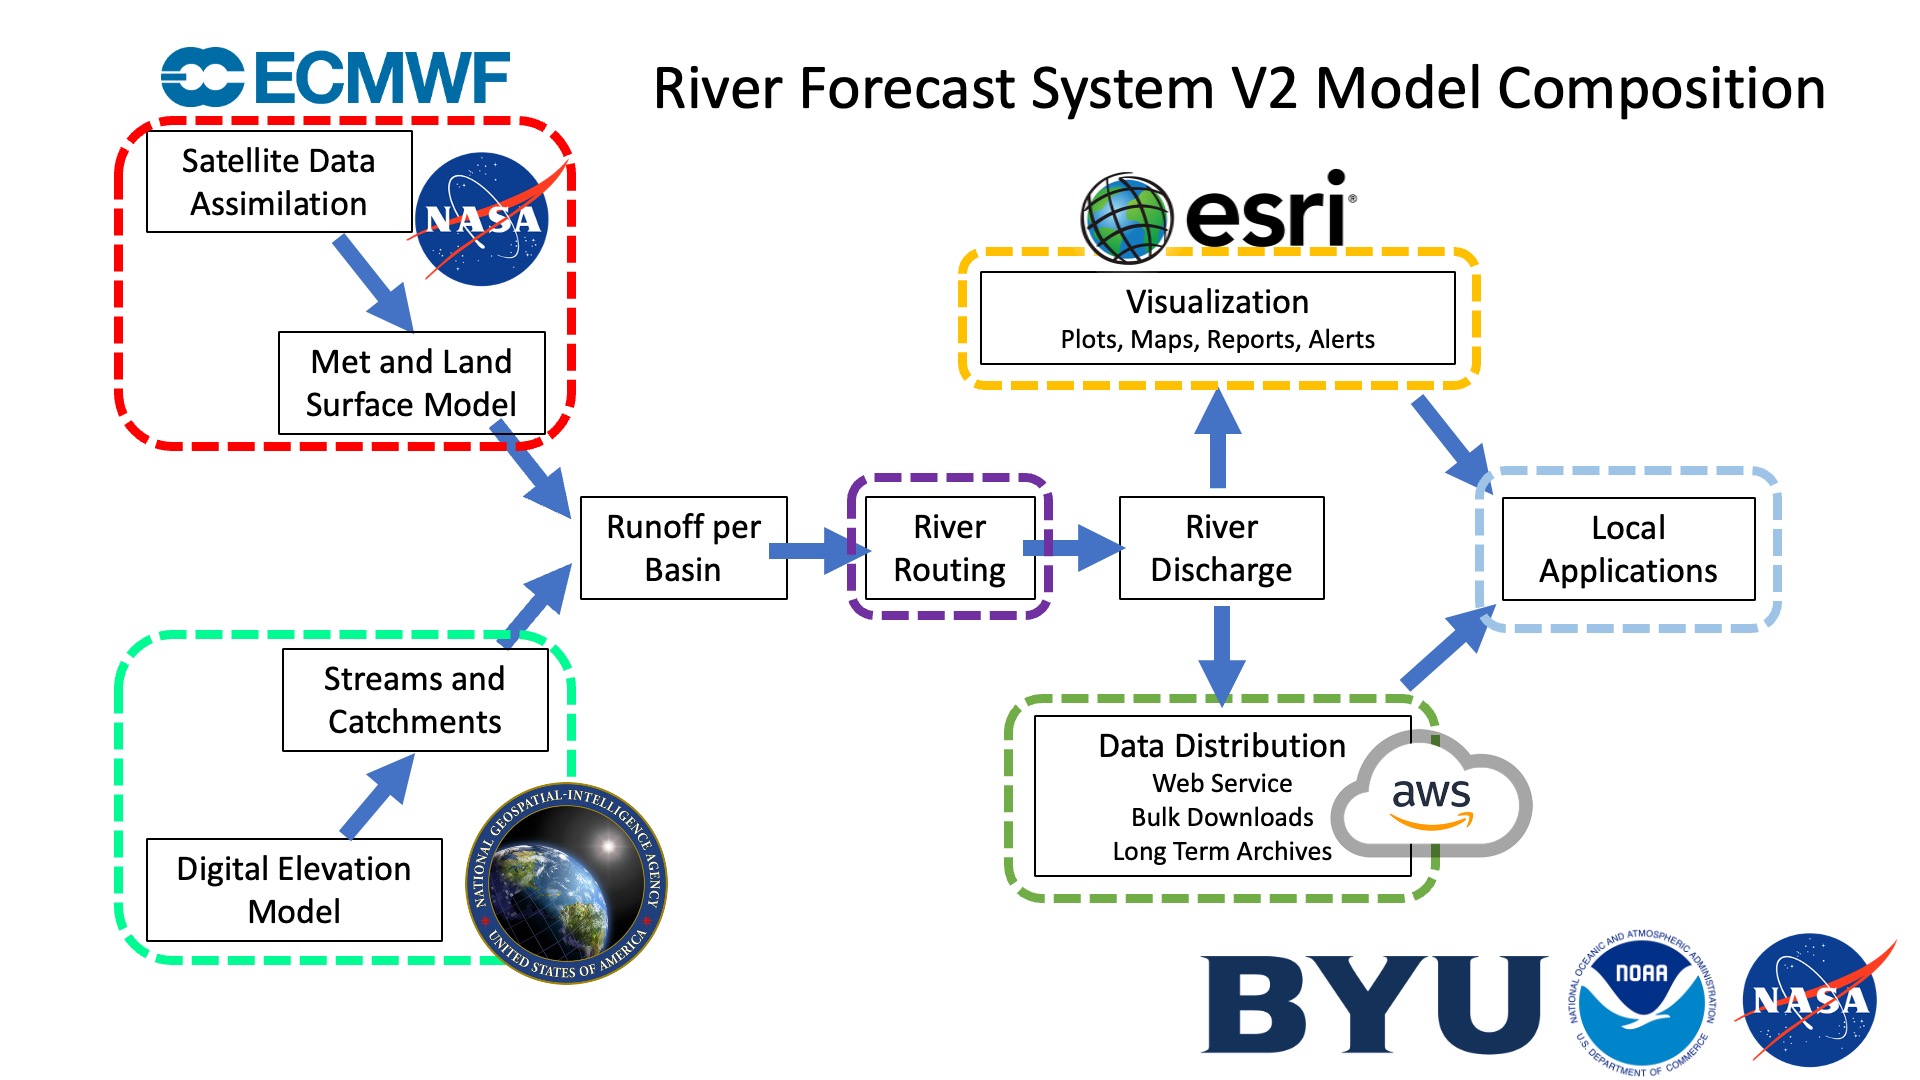 ECMWF
River Forecast System V2 Model Composition
Satellite Data
Assimilation
NASA
Met and Land
Surface Model
esri®
Visualization
Plots, Maps, Reports, Alerts
Runoff per
Basin
River
Routing
River
Discharge
Local
Applications
Streams and
Catchments
Digital Elevation
Model
NATIONAL GEOSPATIAL-INTELLIGENCE AGENCY
UNITED STATES OF AMERICA
Data Distribution
Web Service
Bulk Downloads
Long Term Archives
aws
BYU
NATIONAL OCEANIC AND ATMOSPHERIC ADMINISTRATION
NOAA
U.S. DEPARTMENT OF COMMERCE
NASA